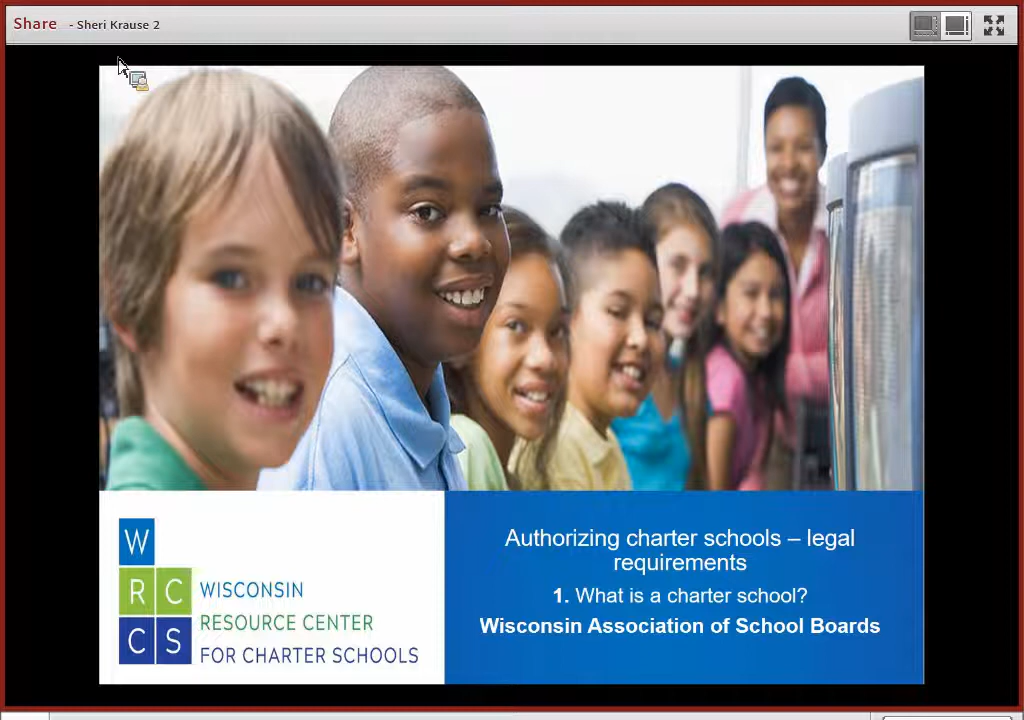 Share - Sheri Krause 2
W
R C
C S
WISCONSIN
RESOURCE CENTER
FOR CHARTER SCHOOLS
Authorizing charter schools – legal
requirements
1. What is a charter school?
Wisconsin Association of School Boards